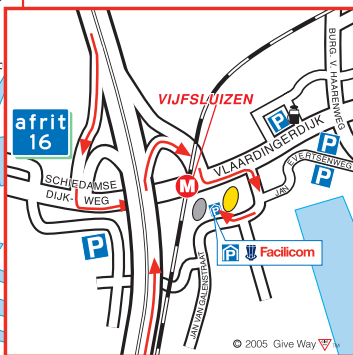 BURG. V. HAARENWEG
VIJFSLUIZEN
P
afrit
16
VLAARDINGERDIJK
P
EVERTSENWEG
JAN
P
SCHIEDAMSE
DIJK-
WEG
M
P
P
P
Facilicom
JAN VAN GALENSTRAAT
© 2005 Give Way